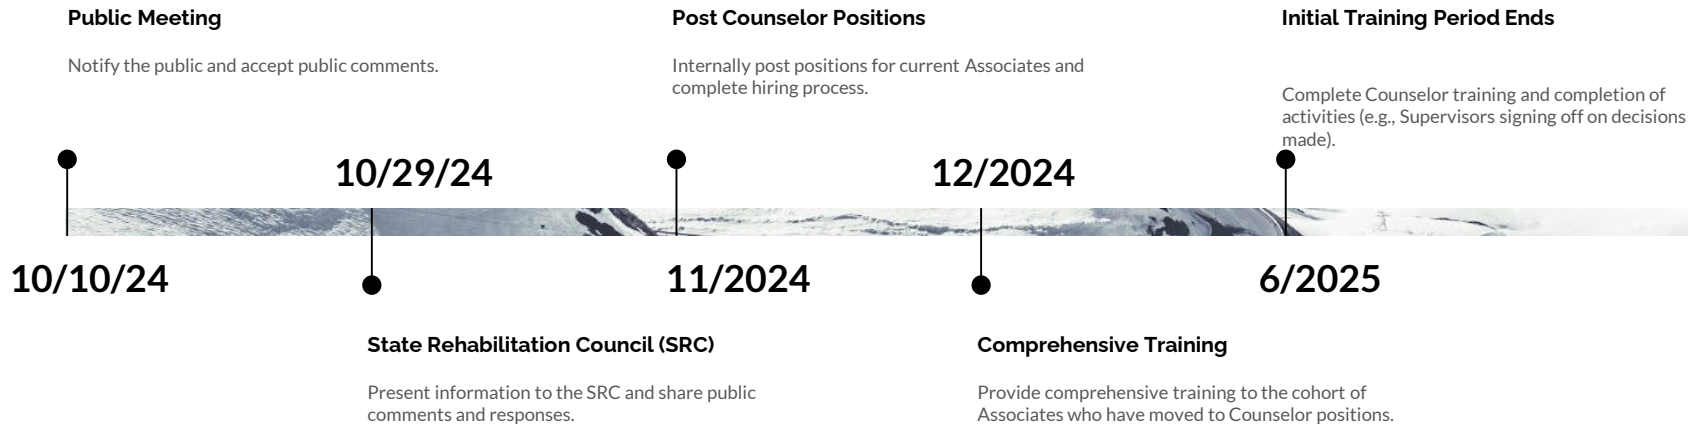 Public Meeting
Notify the public and accept public comments.
10/10/24
10/29/24
State Rehabilitation Council (SRC)
Present information to the SRC and share public
comments and responses.
Post Counselor Positions
Internally post positions for current Associates and
complete hiring process.
11/2024
12/2024
Comprehensive Training
Provide comprehensive training to the cohort of
Associates who have moved to Counselor positions.
Initial Training Period Ends
Complete Counselor training and completion of
activities (e.g., Supervisors signing off on decisions
made).
6/2025